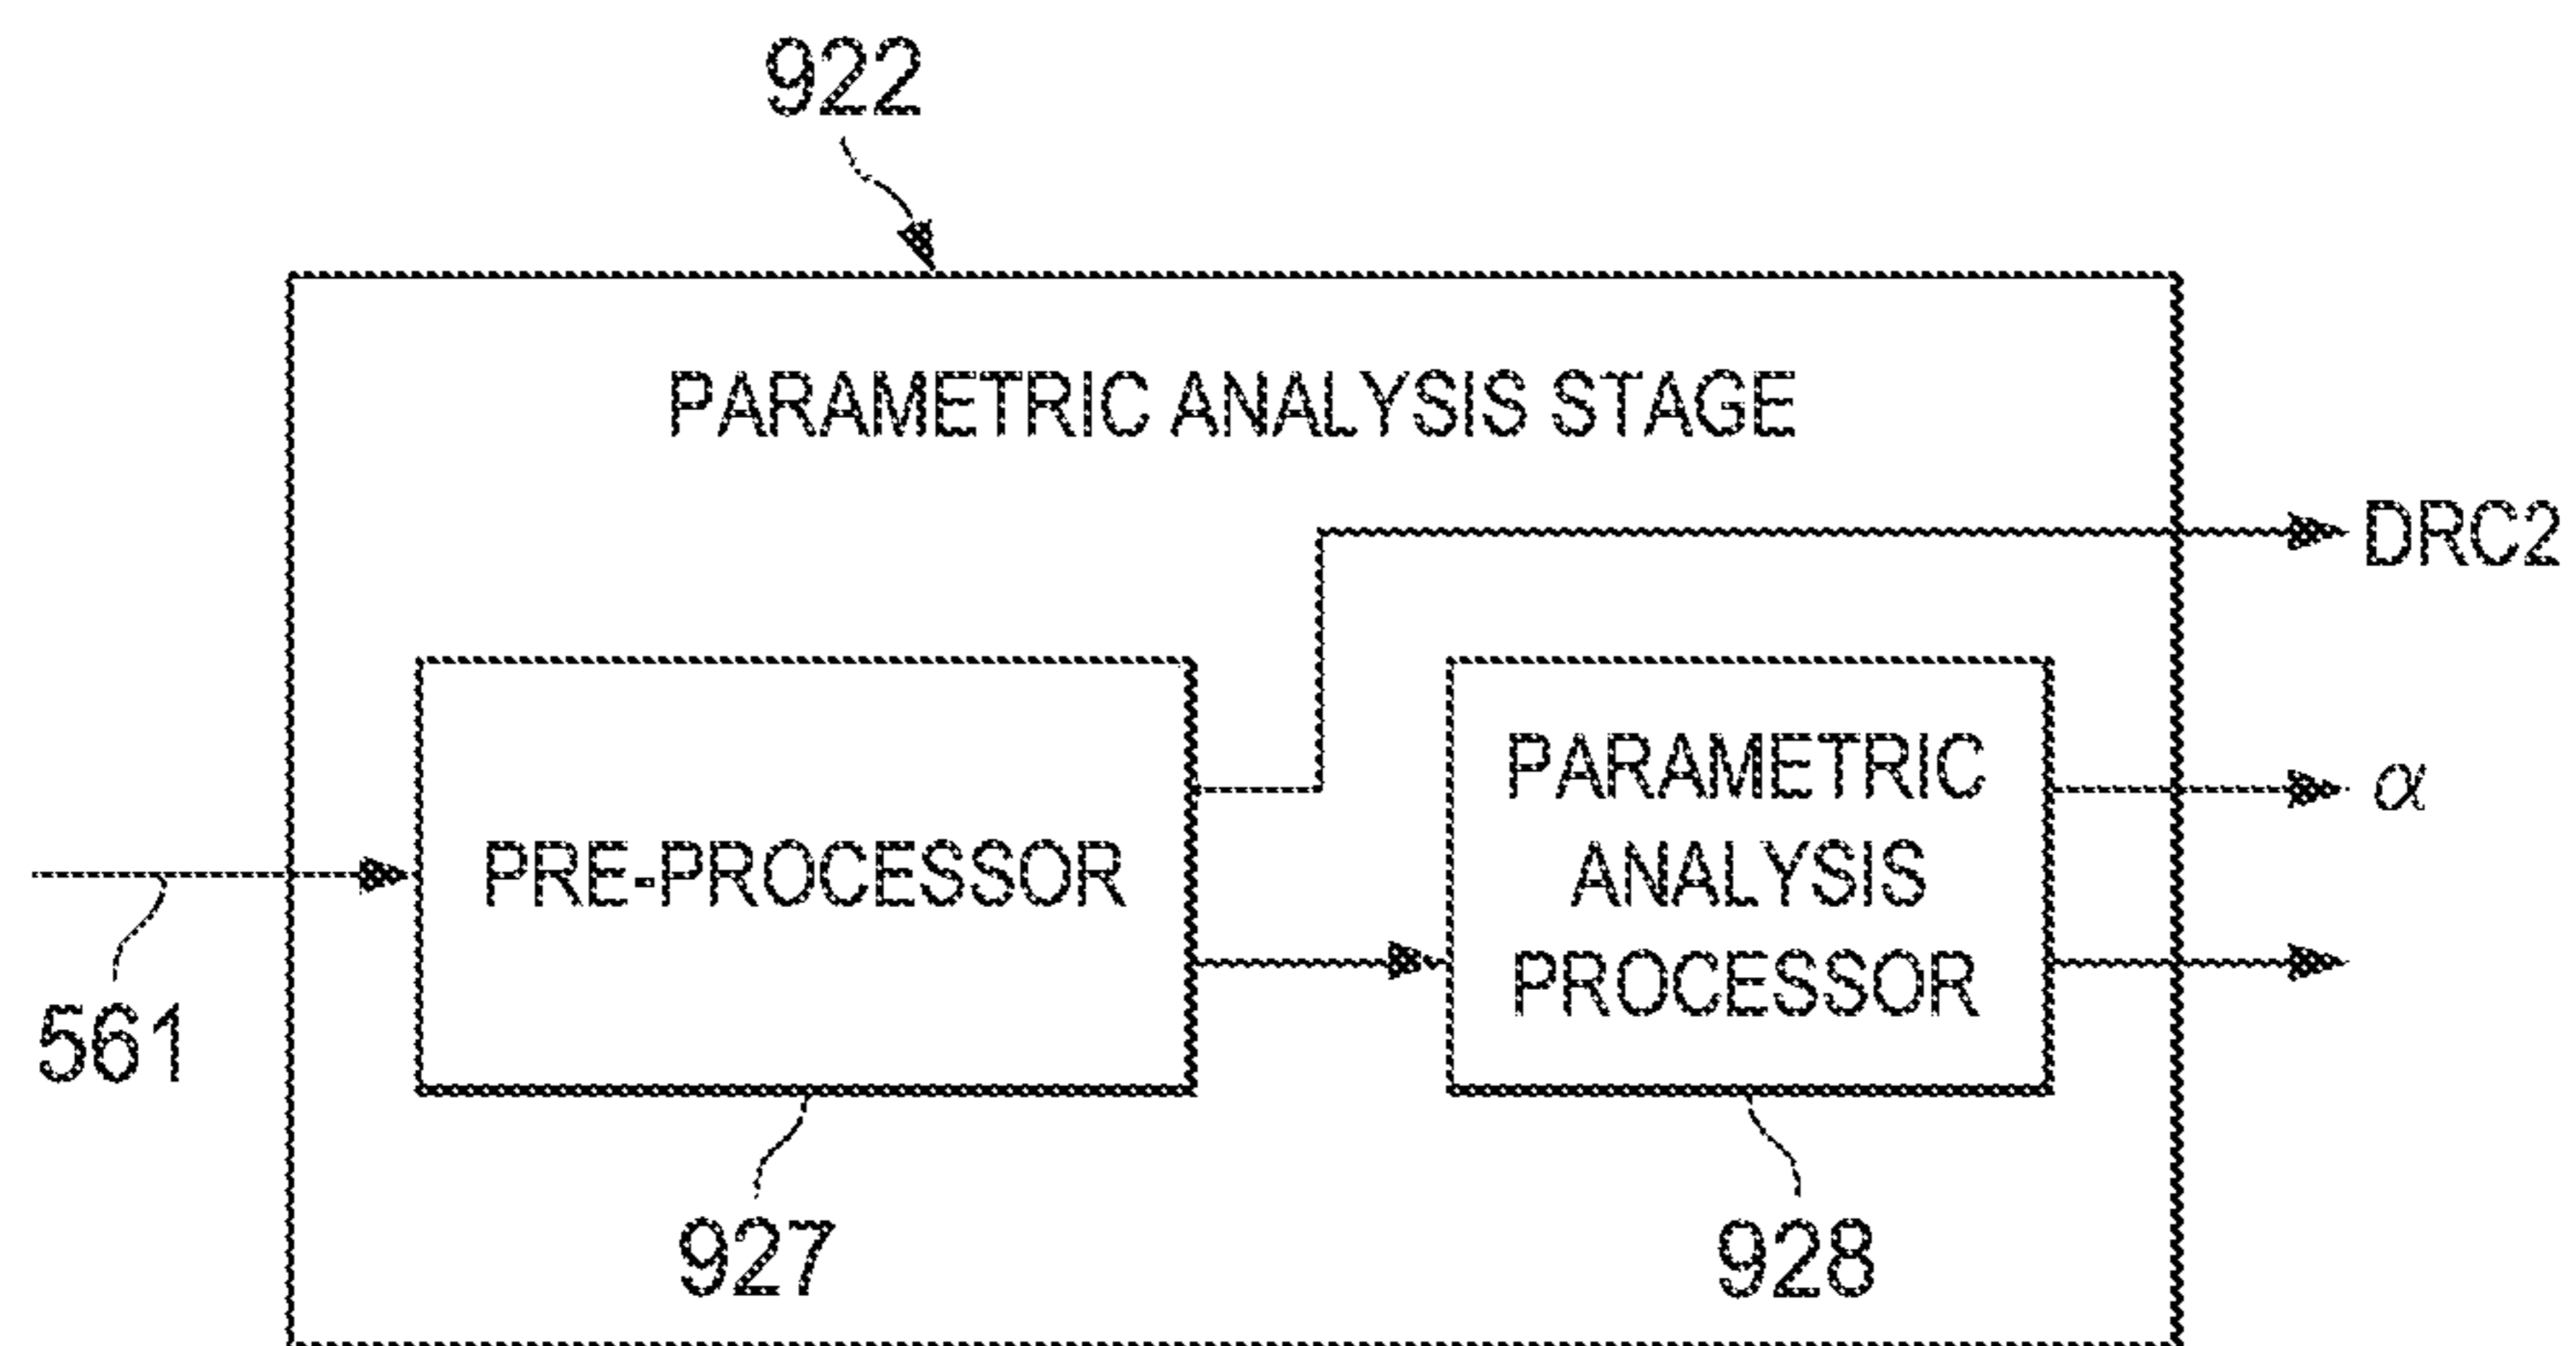 922
PARAMETRIC ANALYSIS STAGE
DRC2
PARAMETRIC
ANALYSIS
PROCESSOR
α
PRE-PROCESSOR
561
927
928